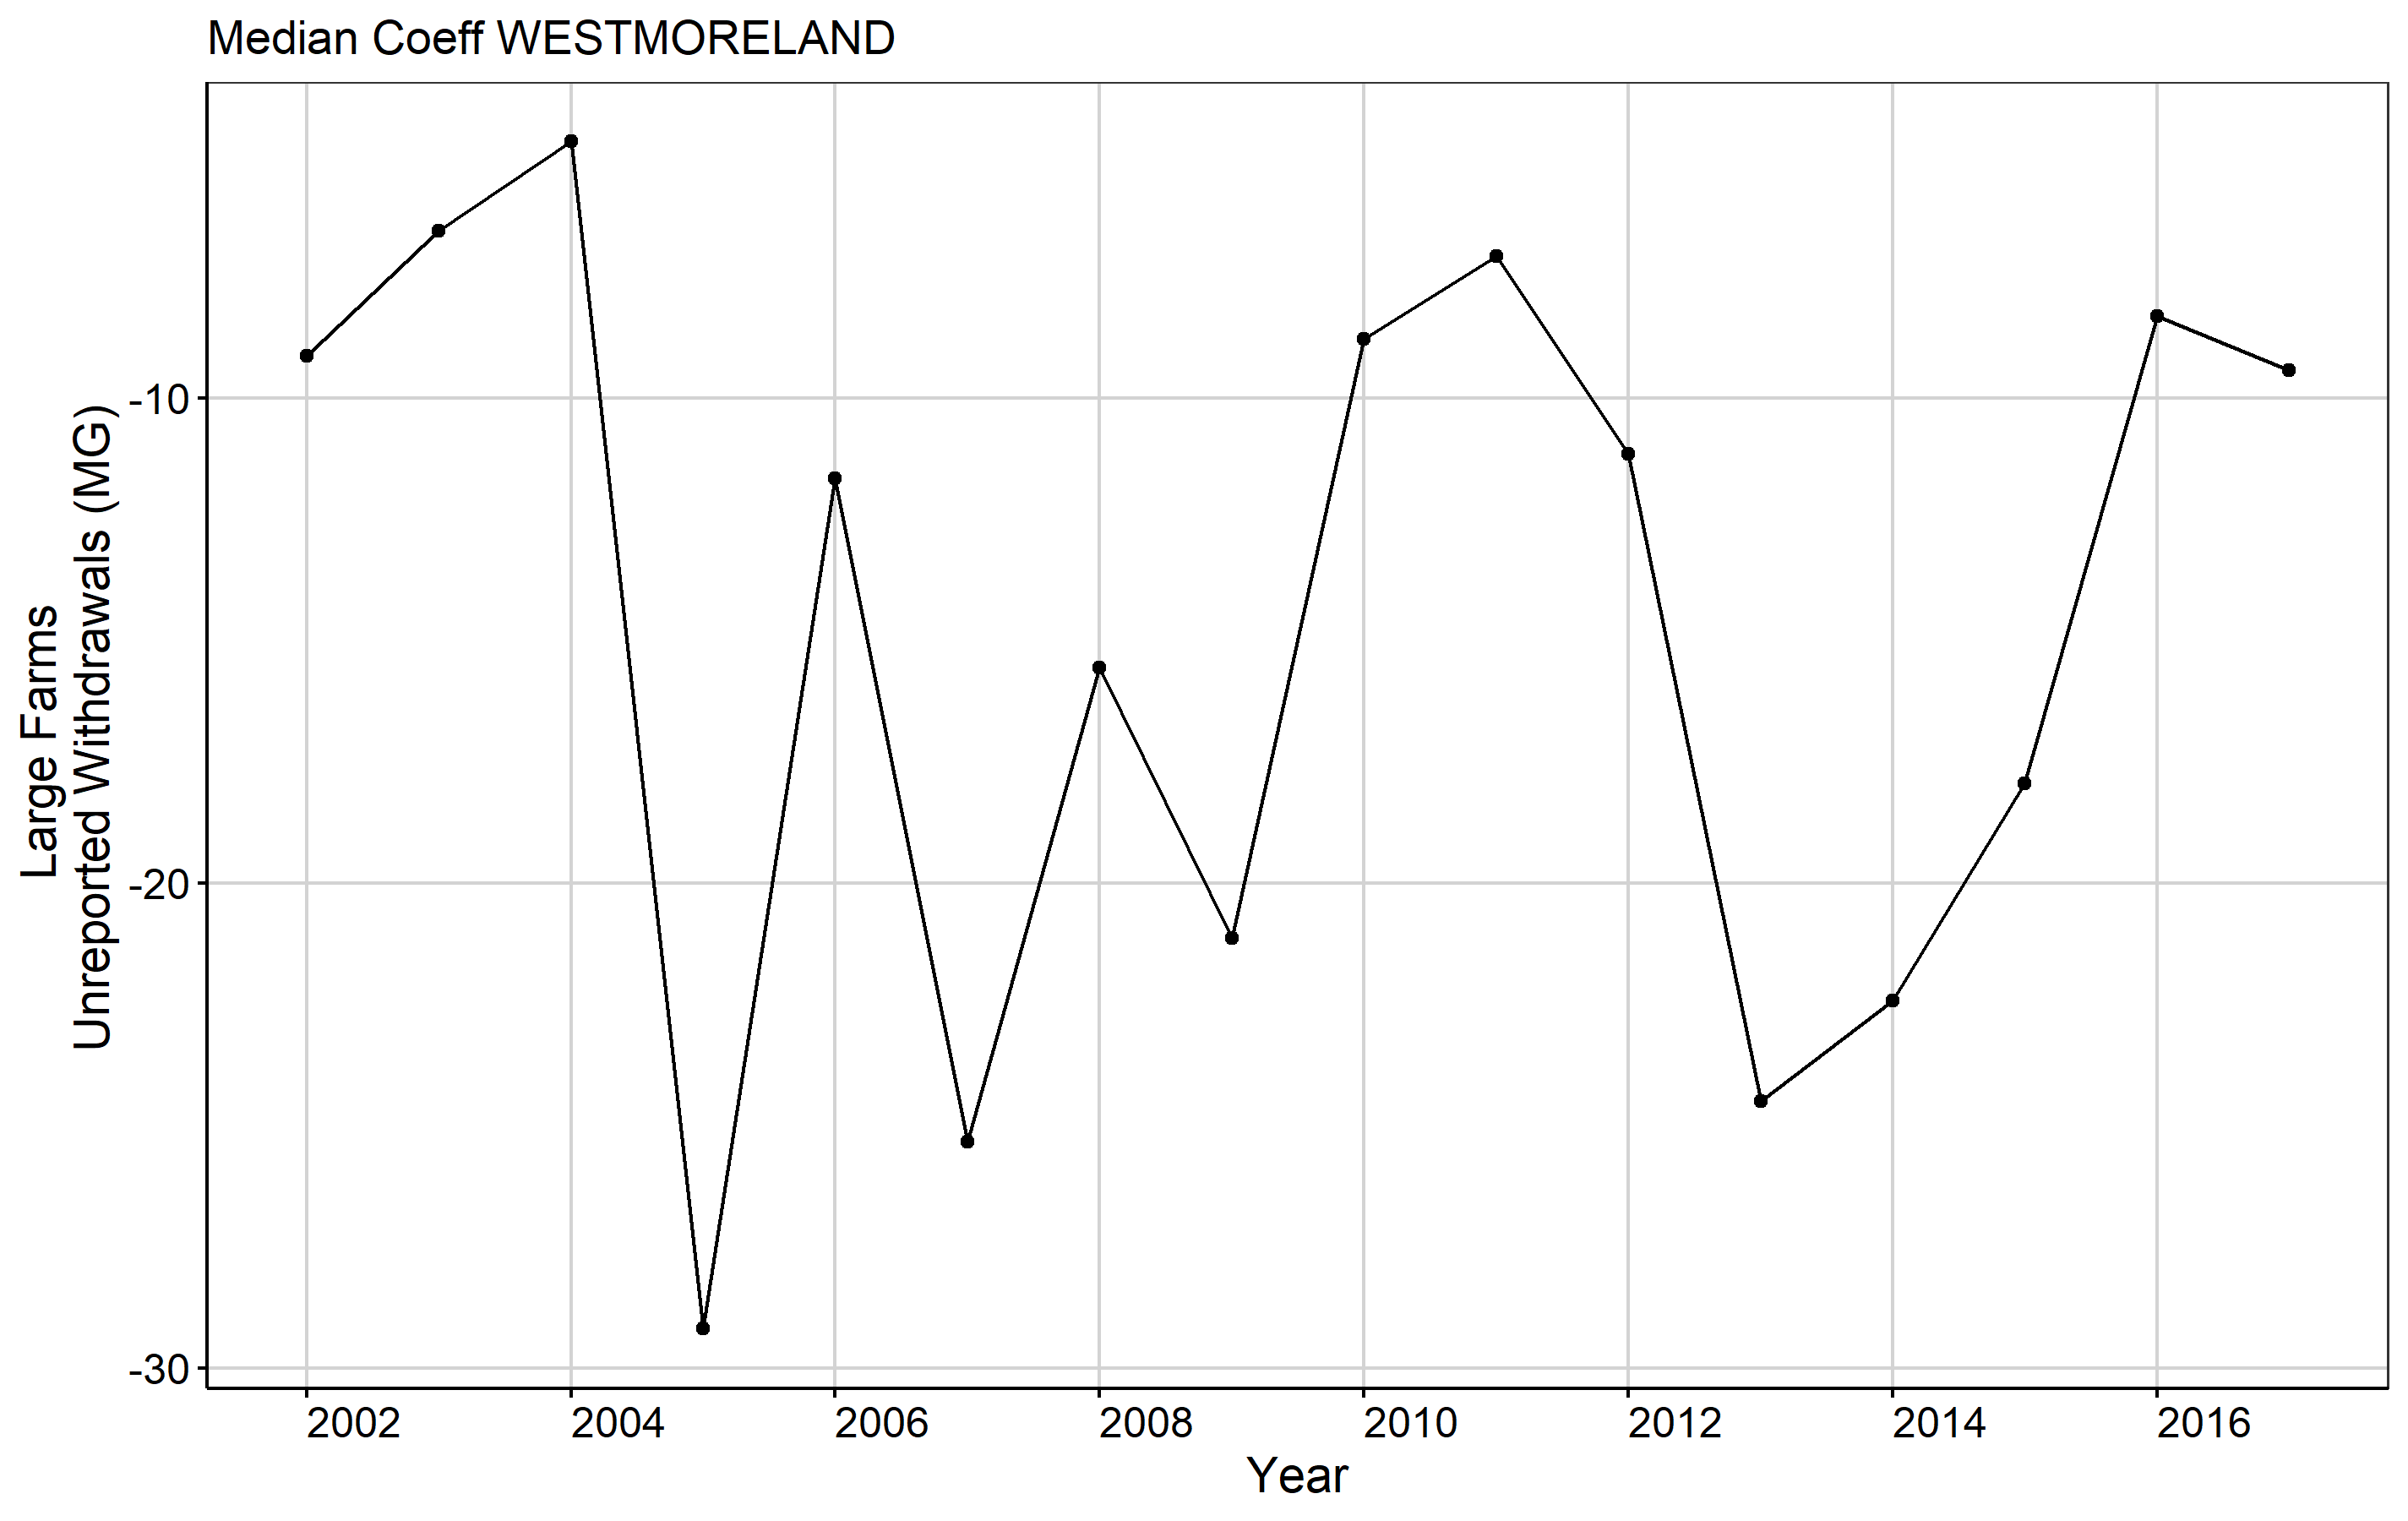 Median Coeff WESTMORELAND
Large Farms
Unreported Withdrawals (MG)
-10
-20
-30
2002 2004 2006 2008 2010 2012 2014 2016
Year